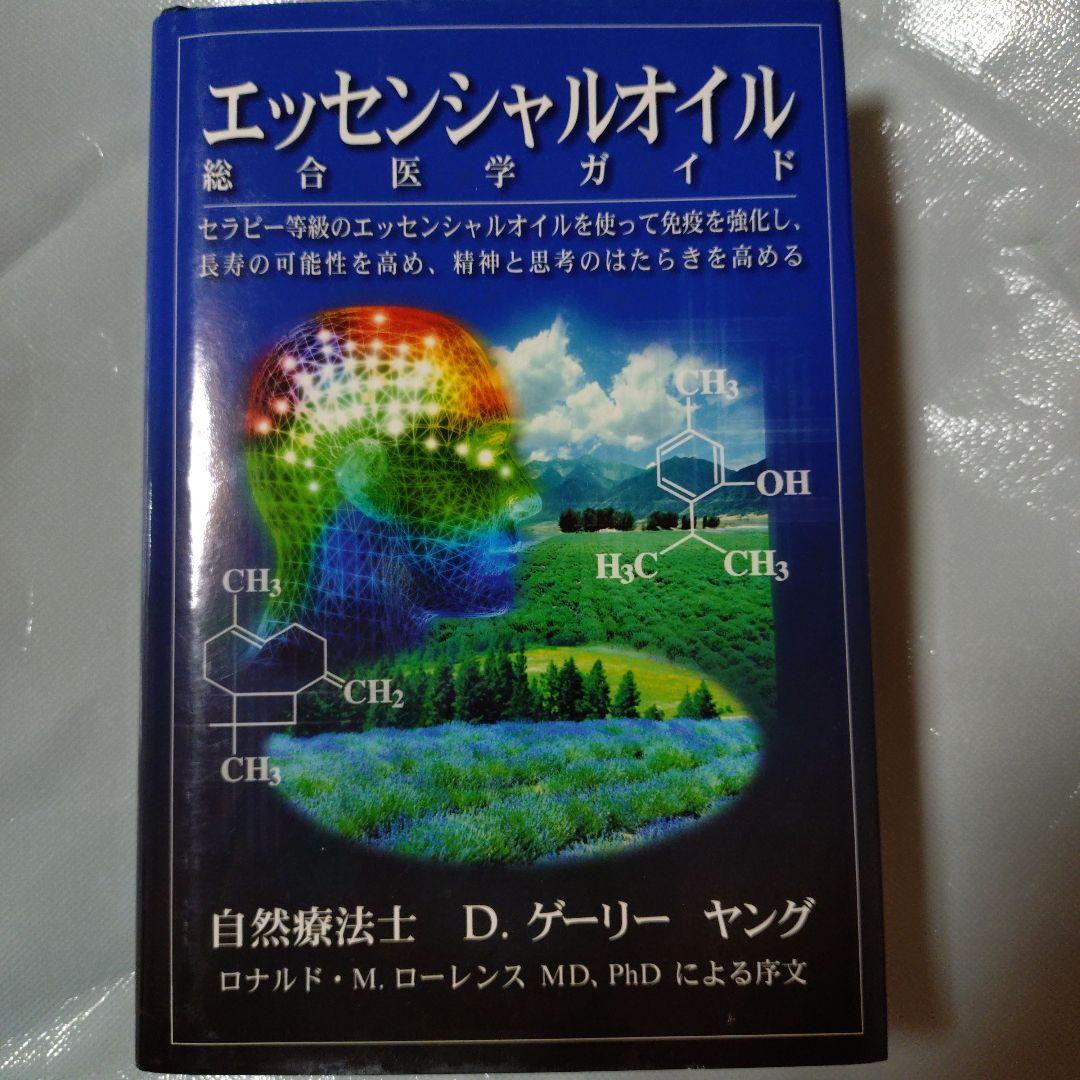 エッセンシャルオイル
総合医学ガイド
セラピー等級のエッセンシャルオイルを使って免疫を強化し、
長寿の可能性を高め、精神と思考のはたらきを高める
CH3
OH
H3C
CH3
CH3
CH2
CH3
自然療法士 D. ゲーリー ヤング
ロナルド・M. ローレンス MD、PhD による序文